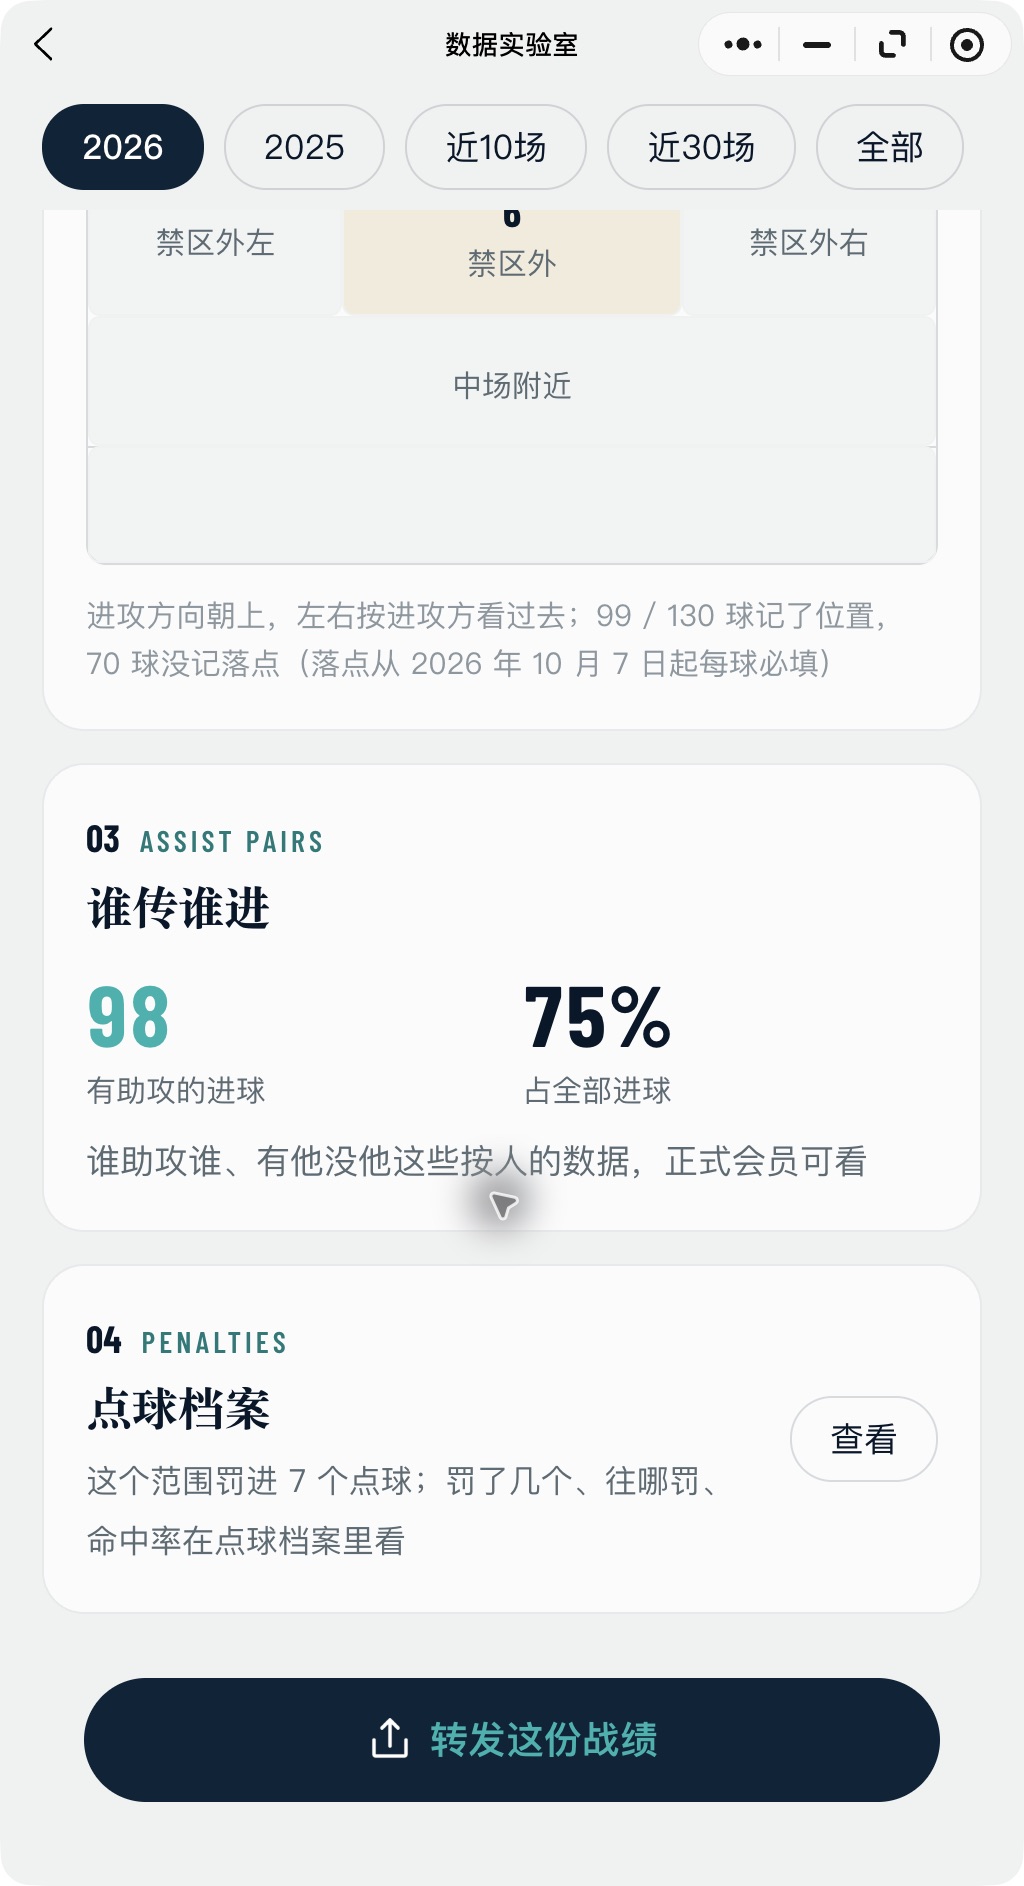 数据实验室
2026 2025 近10场 近30场 全部
6
禁区外左 禁区外 禁区外右
中场附近
进攻方向朝上，左右按进攻方看过去；99 / 130 球记了位置，
70 球没记落点（落点从 2026 年 10 月 7 日起每球必填）
03 ASSIST PAIRS
谁传谁进
98 75%
有助攻的进球 占全部进球
谁助攻谁、有他没他这些按人的数据，正式会员可看
04 PENALTIES
点球档案
查看
这个范围罚进 7 个点球；罚了几个、往哪罚、
命中率在点球档案里看
转发这份战绩